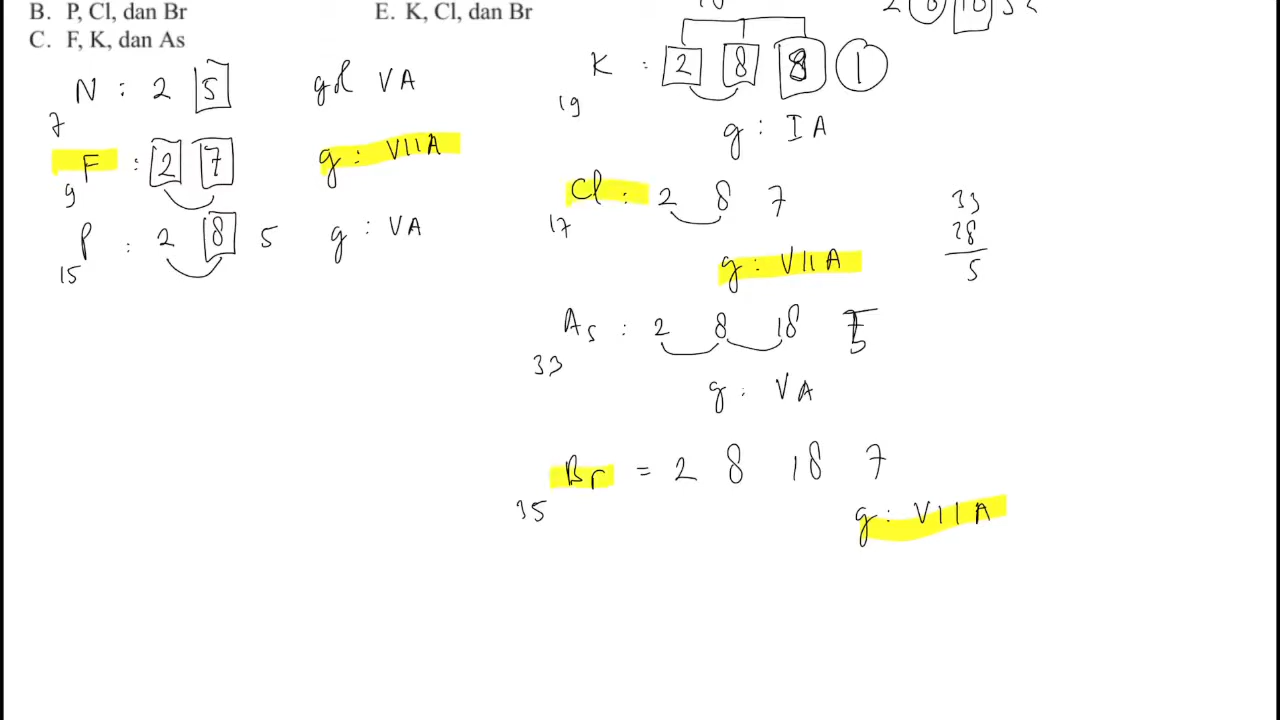 B. P, Cl, dan Br
E. K, Cl, dan Br
C. F, K, dan As
N : 2 5 gol VA
7
F : 2 7 g : VIIA
9
P : 2 8 5 g : VA
15
K : 2 8 8 1
19
g : IA
Cl : 2 8 7
17
g : VIIA
33
28
5
As : 2 8 18 5
33
g : VA
Br = 2 8 18 7
35
g : VIIA